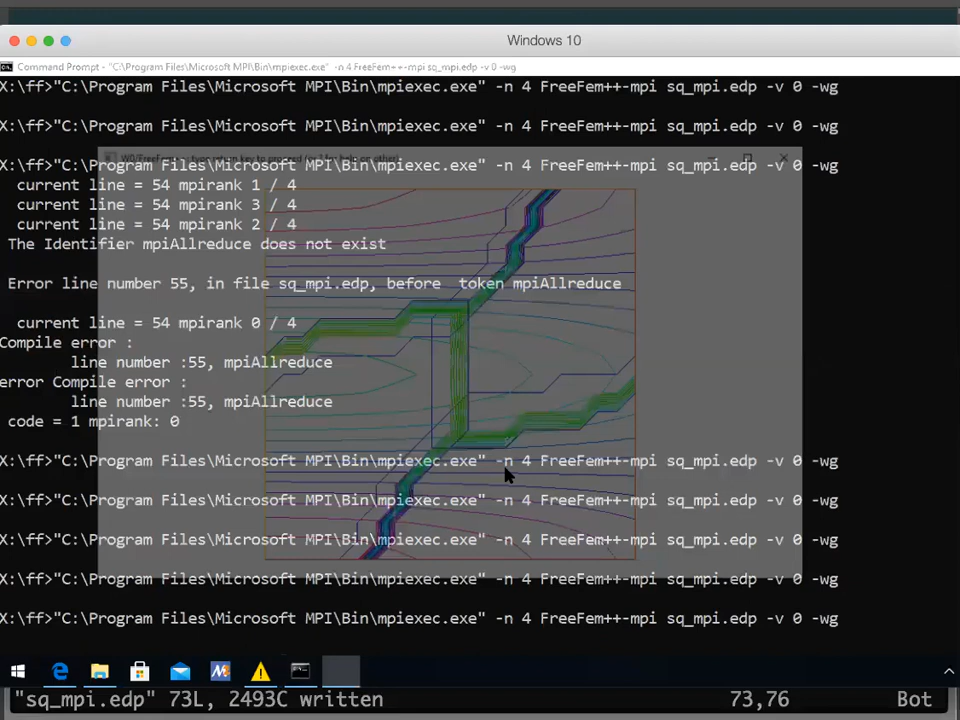 Windows 10
Command Prompt - "C:\Program Files\Microsoft MPI\Bin\mpiexec.exe" -n 4 FreeFem++-mpi sq_mpi.edp -v 0 -wg
X:\ff>"C:\Program Files\Microsoft MPI\Bin\mpiexec.exe" -n 4 FreeFem++-mpi sq_mpi.edp -v 0 -wg
X:\ff>"C:\Program Files\Microsoft MPI\Bin\mpiexec.exe" -n 4 FreeFem++-mpi sq_mpi.edp -v 0 -wg
X:\ff>"C:\Program Files\Microsoft MPI\Bin\mpiexec.exe" -n 4 FreeFem++-mpi sq_mpi.edp -v 0 -wg
current line = 54 mpirank 1 / 4
current line = 54 mpirank 3 / 4
current line = 54 mpirank 2 / 4
The Identifier mpiAllreduce does not exist
Error line number 55, in file sq_mpi.edp, before  token mpiAllreduce
current line = 54 mpirank 0 / 4
Compile error :
line number :55, mpiAllreduce
error Compile error :
line number :55, mpiAllreduce
code = 1 mpirank: 0
X:\ff>"C:\Program Files\Microsoft MPI\Bin\mpiexec.exe" -n 4 FreeFem++-mpi sq_mpi.edp -v 0 -wg
X:\ff>"C:\Program Files\Microsoft MPI\Bin\mpiexec.exe" -n 4 FreeFem++-mpi sq_mpi.edp -v 0 -wg
X:\ff>"C:\Program Files\Microsoft MPI\Bin\mpiexec.exe" -n 4 FreeFem++-mpi sq_mpi.edp -v 0 -wg
X:\ff>"C:\Program Files\Microsoft MPI\Bin\mpiexec.exe" -n 4 FreeFem++-mpi sq_mpi.edp -v 0 -wg
X:\ff>"C:\Program Files\Microsoft MPI\Bin\mpiexec.exe" -n 4 FreeFem++-mpi sq_mpi.edp -v 0 -wg
"sq_mpi.edp" 73L, 2493C written 73,76 Bot